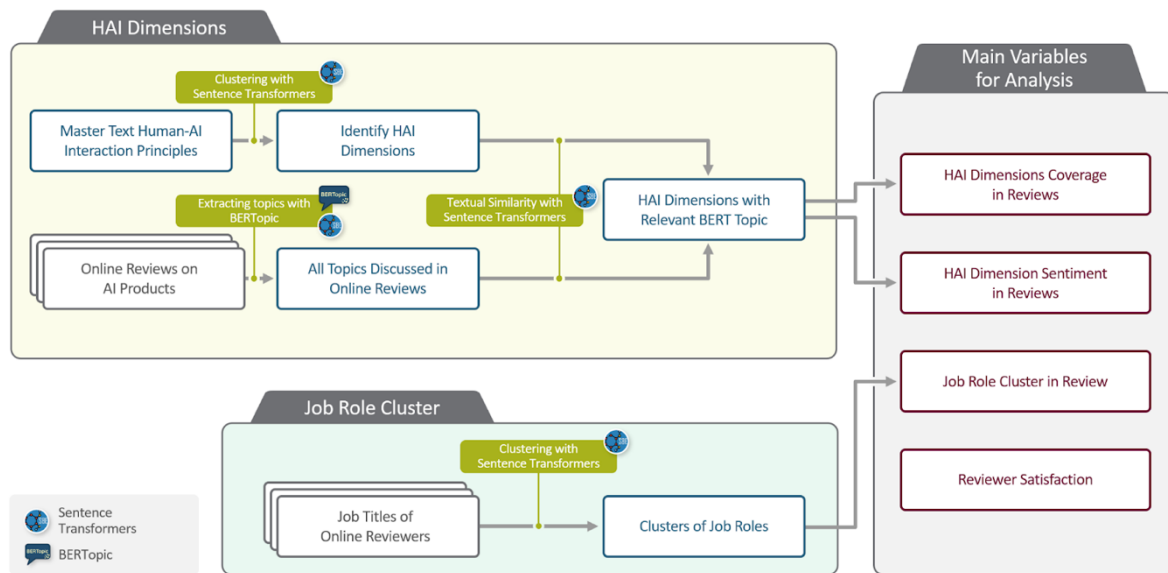 HAI Dimensions
Clustering with
Sentence Transformers
Master Text Human-AI
Interaction Principles
Identify HAI
Dimensions
BERTopic
Extracting topics with
BERTopic
Textual Similarity with
Sentence Transformers
HAI Dimensions with
Relevant BERT Topic
Online Reviews on
AI Products
All Topics Discussed in
Online Reviews
Main Variables
for Analysis
HAI Dimensions Coverage
in Reviews
HAI Dimension Sentiment
in Reviews
Job Role Cluster in Review
Reviewer Satisfaction
Job Role Cluster
Clustering with
Sentence Transformers
Job Titles of
Online Reviewers
Clusters of Job Roles
Sentence
Transformers
BERTopic